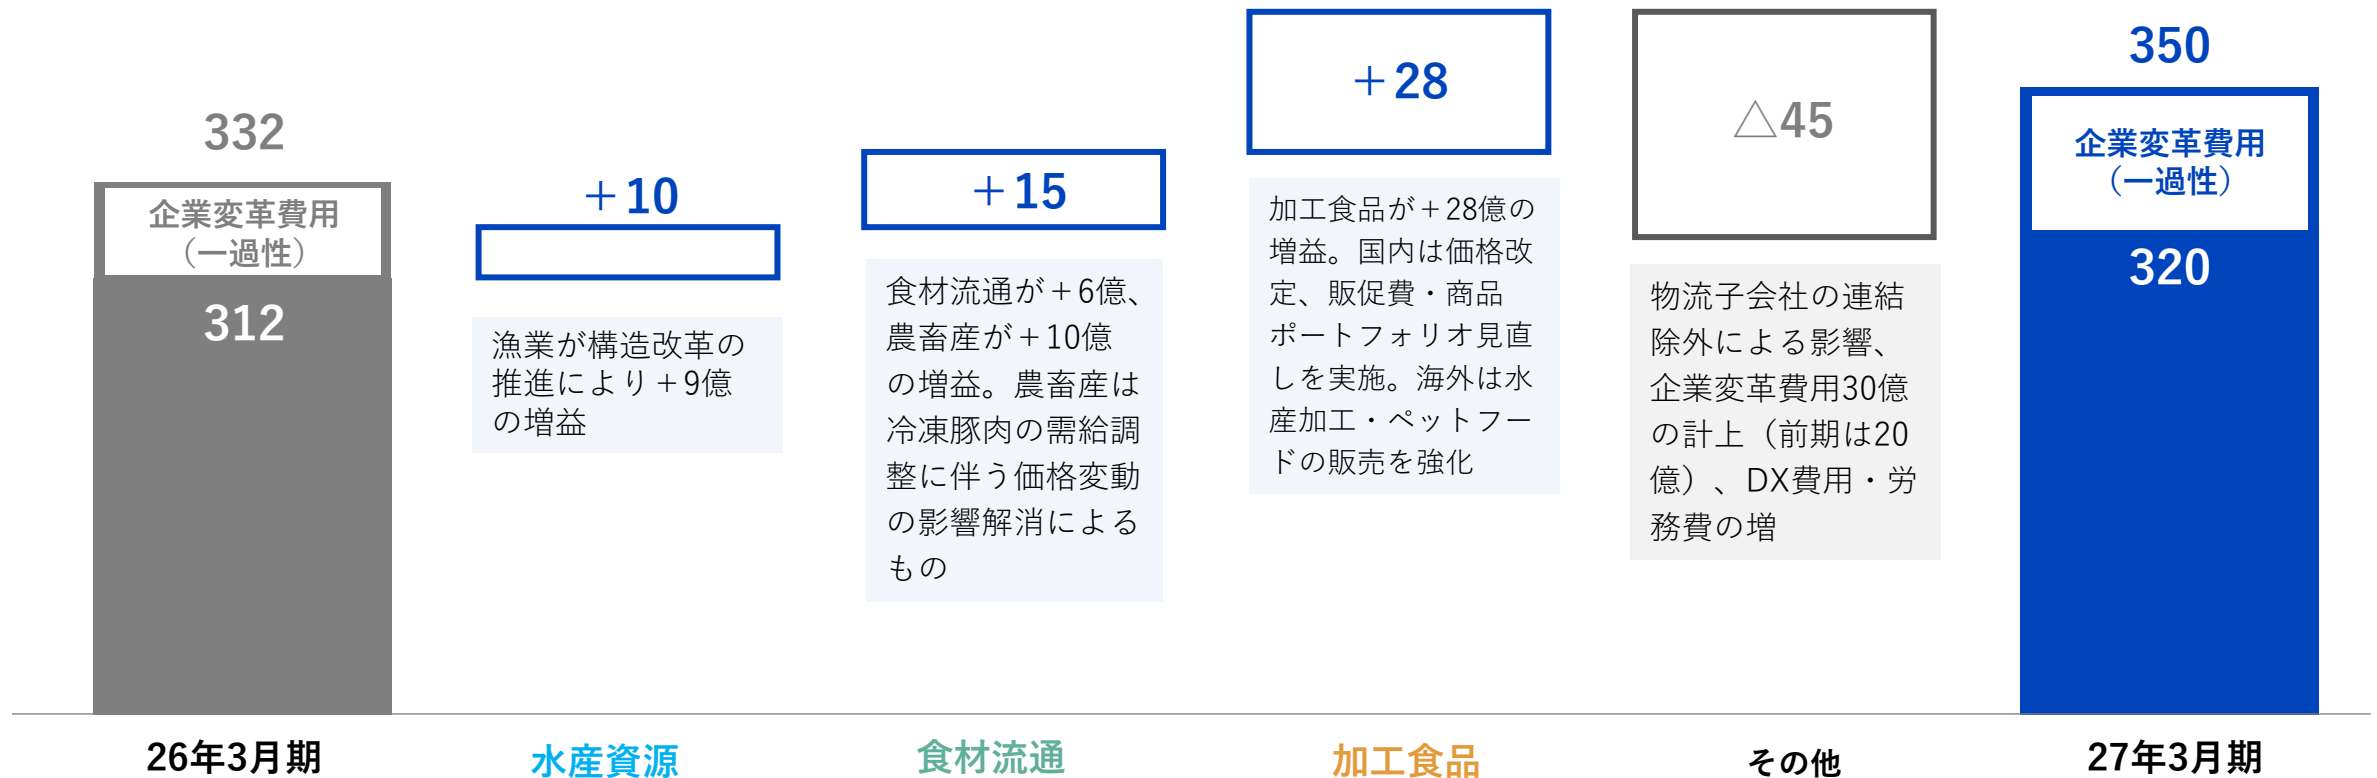 332
企業変革費用
（一過性）
312
26年3月期
＋10
漁業が構造改革の
推進により＋9億
の増益
水産資源
＋15
食材流通が＋6億、
農畜産が＋10億
の増益。農畜産は
冷凍豚肉の需給調
整に伴う価格変動
の影響解消による
もの
食材流通
＋28
加工食品が＋28億の
増益。国内は価格改
定、販促費・商品
ポートフォリオ見直
しを実施。海外は水
産加工・ペットフー
ドの販売を強化
加工食品
△45
物流子会社の連結
除外による影響、
企業変革費用30億
の計上（前期は20
億）、DX費用・労
務費の増
その他
350
企業変革費用
（一過性）
320
27年3月期